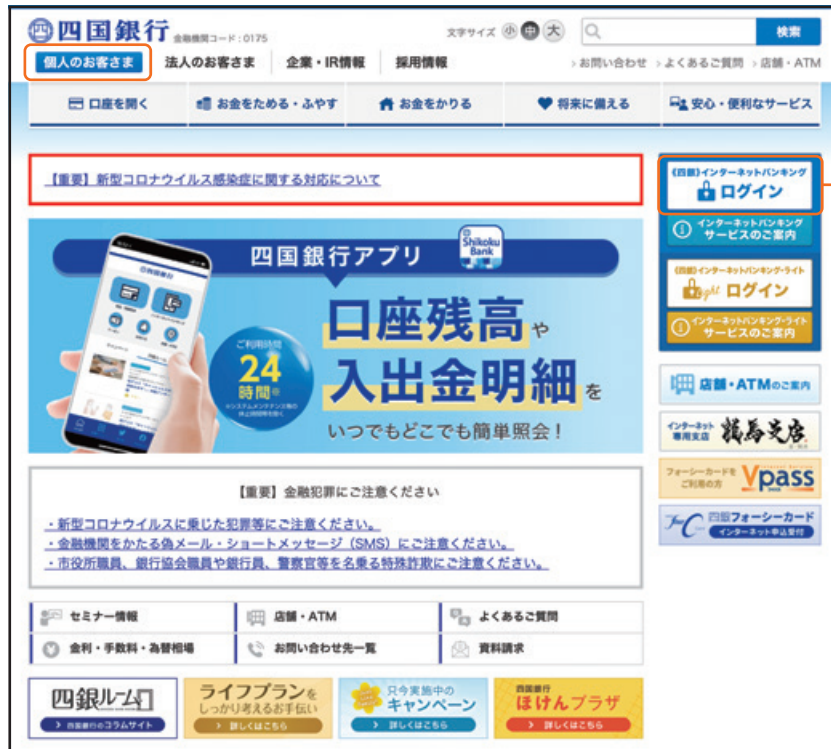 四国銀行 金融機関コード:0175
文字サイズ 小 中 大
検索
個人のお客さま 法人のお客さま 企業・IR情報 採用情報
›お問い合わせ ›よくあるご質問 ›店舗・ATM
口座を開く お金をためる・ふやす お金をかりる 将来に備える 安心・便利なサービス
【重要】新型コロナウイルス感染症に関する対応について
四国銀行アプリ
Shikoku
Bank
口座残高や
入出金明細を
いつでもどこでも簡単照会!
ご利用時間
24
時間※
【重要】金融犯罪にご注意ください
・新型コロナウイルスに乗じた犯罪等にご注意ください。
・金融機関をかたる偽メール・ショートメッセージ(SMS)にご注意ください。
・市役所職員、銀行協会職員や銀行員、警察官等を名乗る特殊詐欺にご注意ください。
セミナー情報 店舗・ATM よくあるご質問
金利・手数料・為替相場 お問い合わせ先一覧 資料請求
四銀ルーム
› 四国銀行のコラムサイト
ライフプランを
しっかり考えるお手伝い
› 詳しくはこちら
只今実施中の
キャンペーン
› 詳しくはこちら
四国銀行
ほけんプラザ
› 詳しくはこちら
《四銀》インターネットバンキング
ログイン
インターネットバンキング
サービスのご案内
《四銀》インターネットバンキング・ライト
Light ログイン
インターネットバンキング・ライト
サービスのご案内
店舗・ATMのご案内
インターネット
専用支店 龍馬支店
フォーシーカードを
ご利用の方 Vpass
四銀フォーシーカード
インターネット申込受付